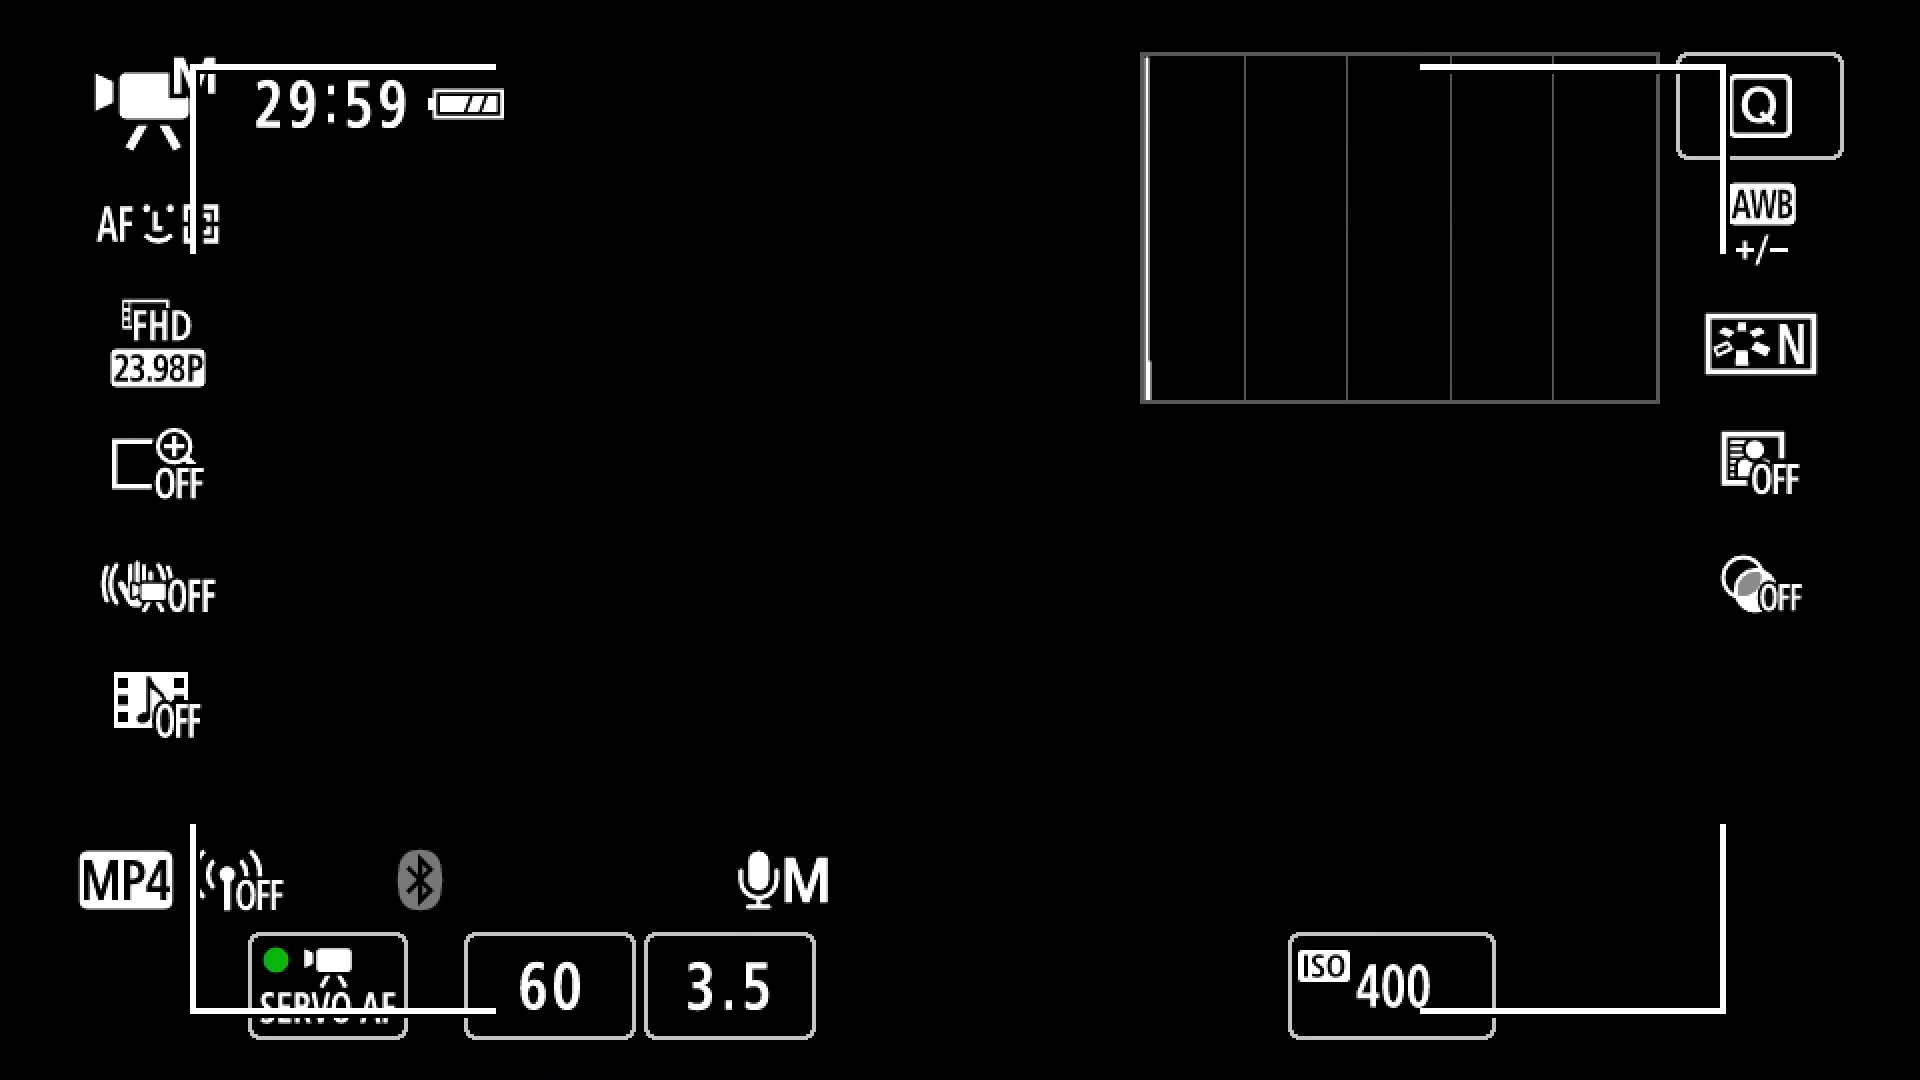 M
29:59
Q
AF
AWB
+/−
FHD
23.98P
N
OFF
OFF
OFF
OFF
OFF
MP4
OFF
M
SERVO AF
60
3.5
ISO 400